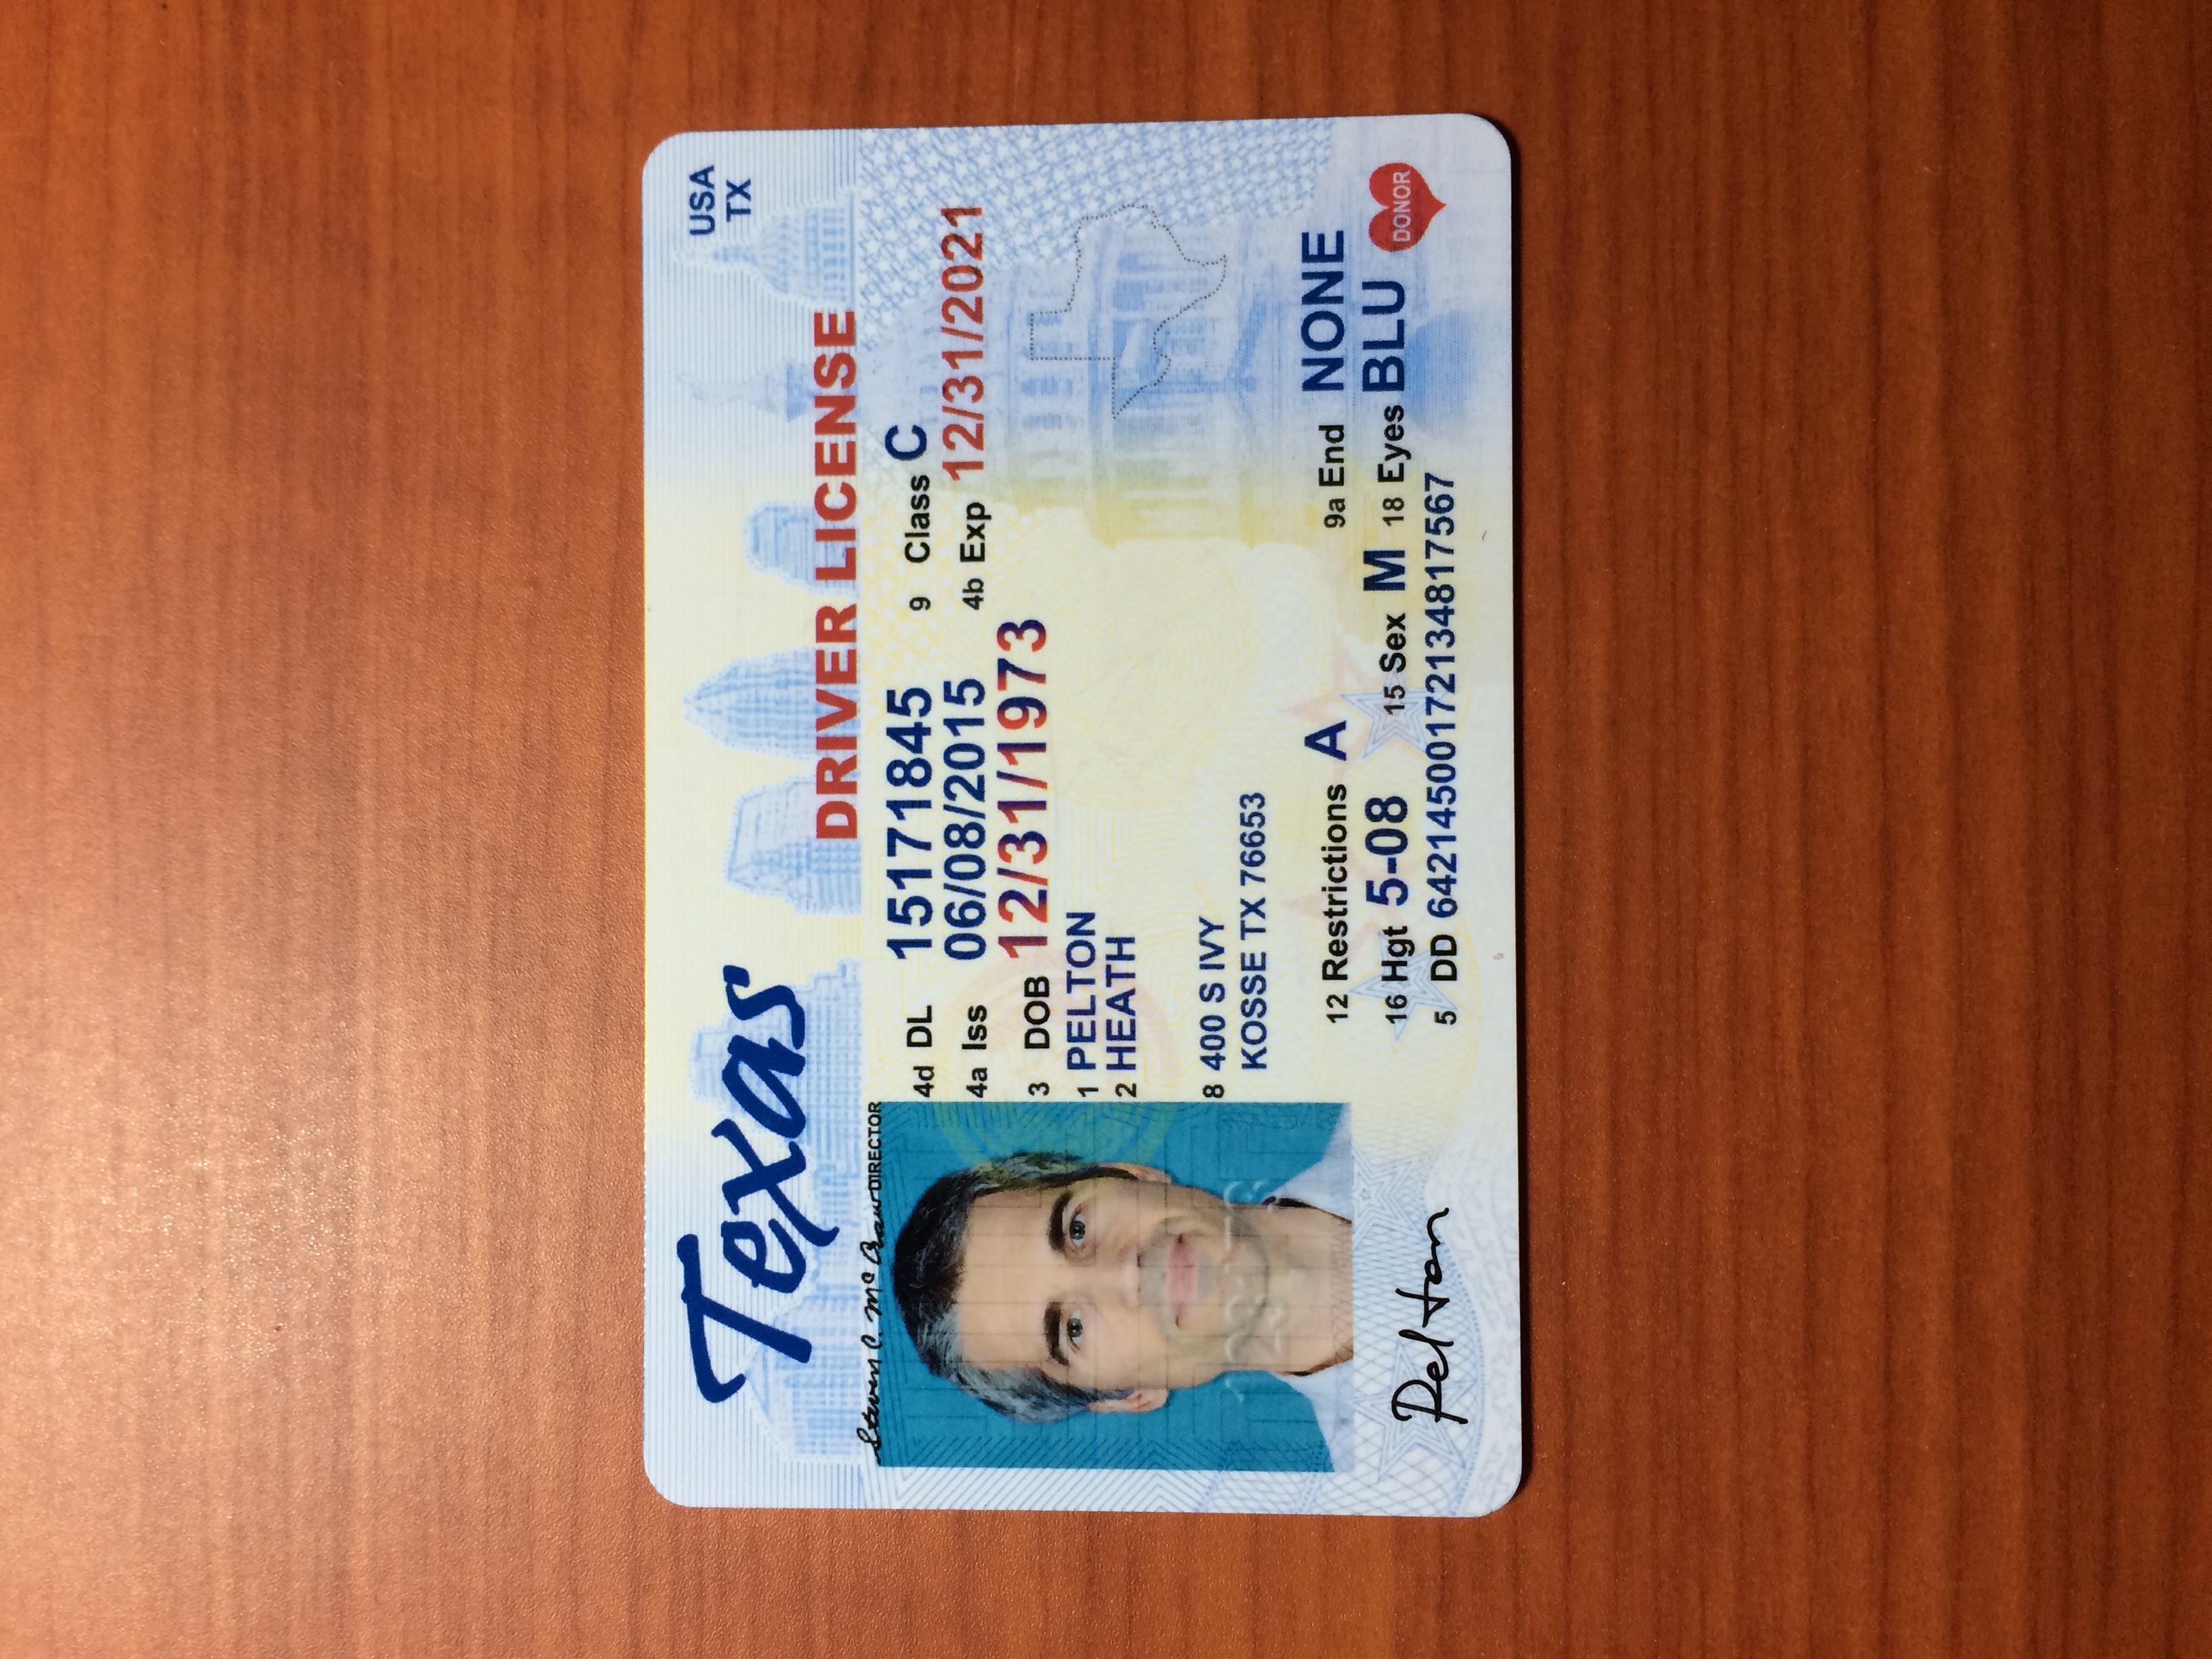 Texas
USA
TX
DRIVER LICENSE
Steven C. McCraw DIRECTOR
4d DL 15171845 9 Class C
4a Iss 06/08/2015 4b Exp 12/31/2021
3 DOB 12/31/1973
1 PELTON
2 HEATH
8 400 S IVY
KOSSE TX 76653
12 Restrictions A 9a End NONE
16 Hgt 5-08 15 Sex M 18 Eyes BLU DONOR
5 DD 64214500172134817567
Pelton